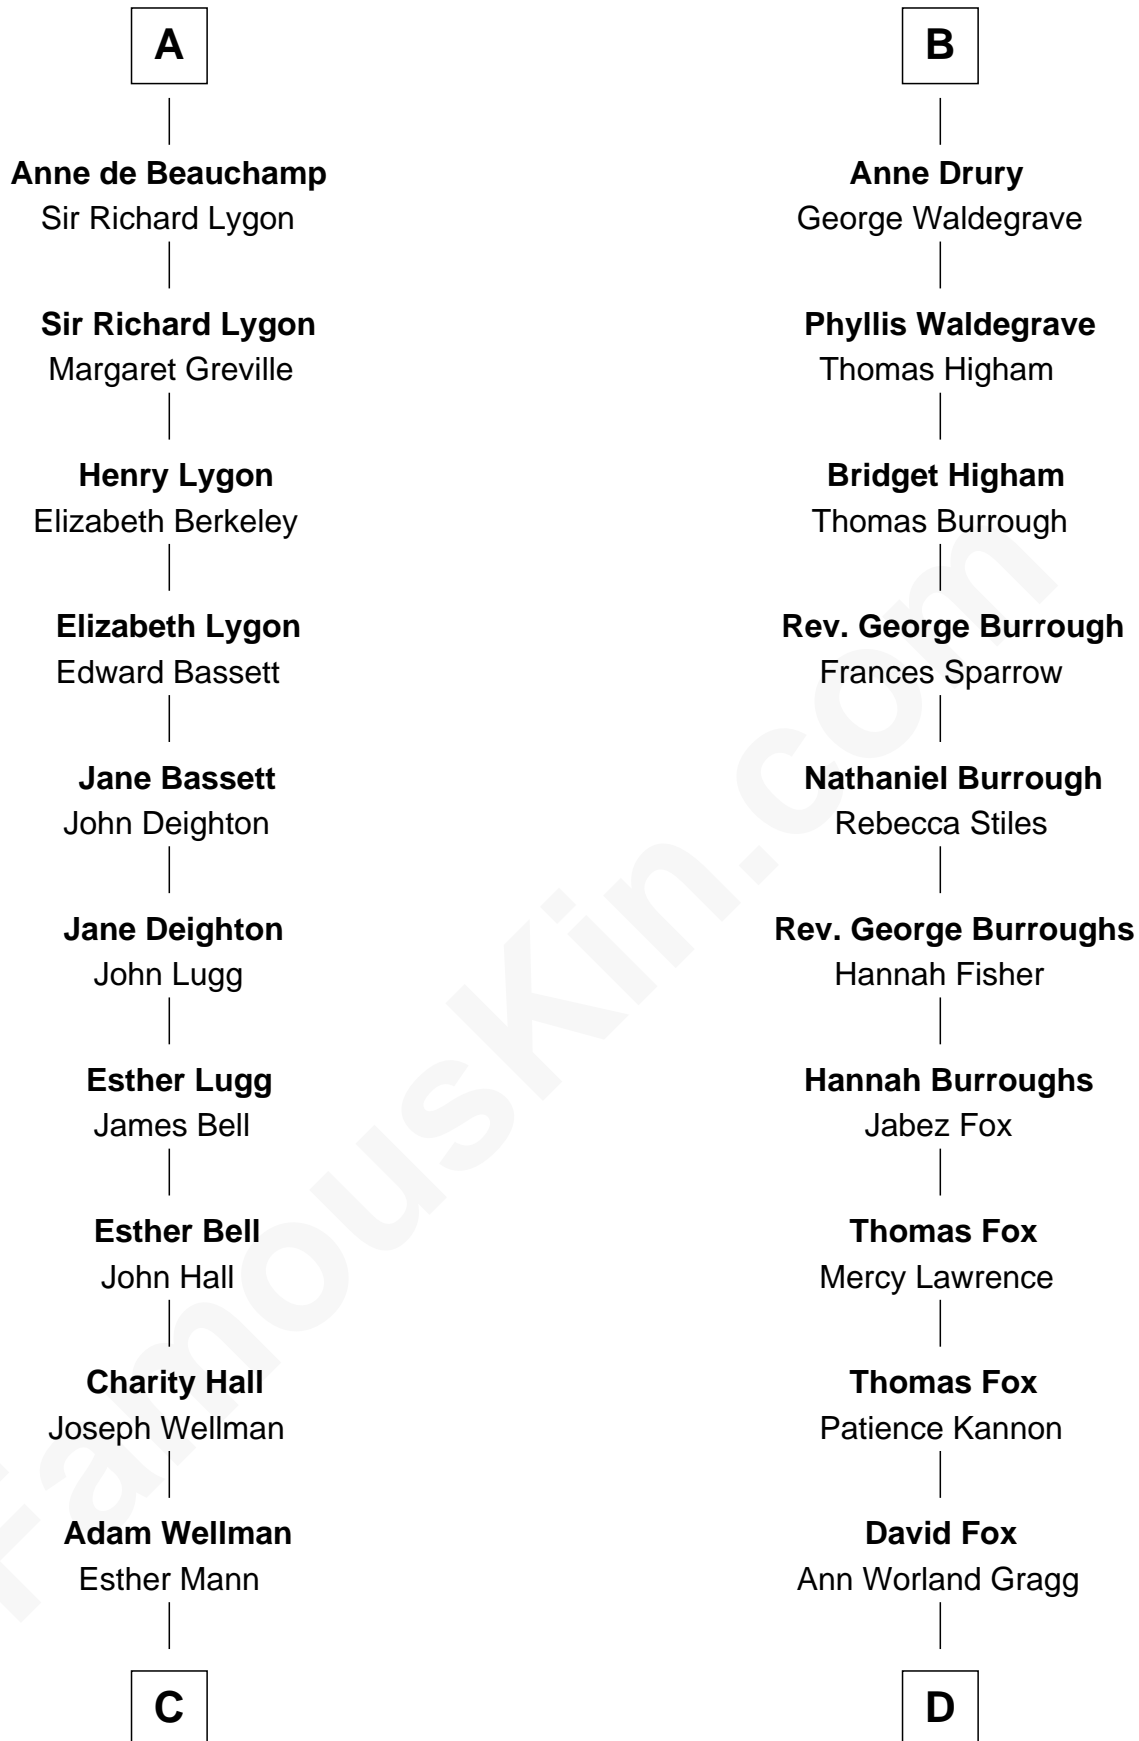 A
Anne de Beauchamp
Sir Richard Lygon
Sir Richard Lygon
Margaret Greville
Henry Lygon
Elizabeth Berkeley
Elizabeth Lygon
Edward Bassett
Jane Bassett
John Deighton
Jane Deighton
John Lugg
Esther Lugg
James Bell
Esther Bell
John Hall
Charity Hall
Joseph Wellman
Adam Wellman
Esther Mann
C
B
Anne Drury
George Waldegrave
Phyllis Waldegrave
Thomas Higham
Bridget Higham
Thomas Burrough
Rev. George Burrough
Frances Sparrow
Nathaniel Burrough
Rebecca Stiles
Rev. George Burroughs
Hannah Fisher
Hannah Burroughs
Jabez Fox
Thomas Fox
Mercy Lawrence
Thomas Fox
Patience Kannon
David Fox
Ann Worland Gragg
D
FamousKin.com